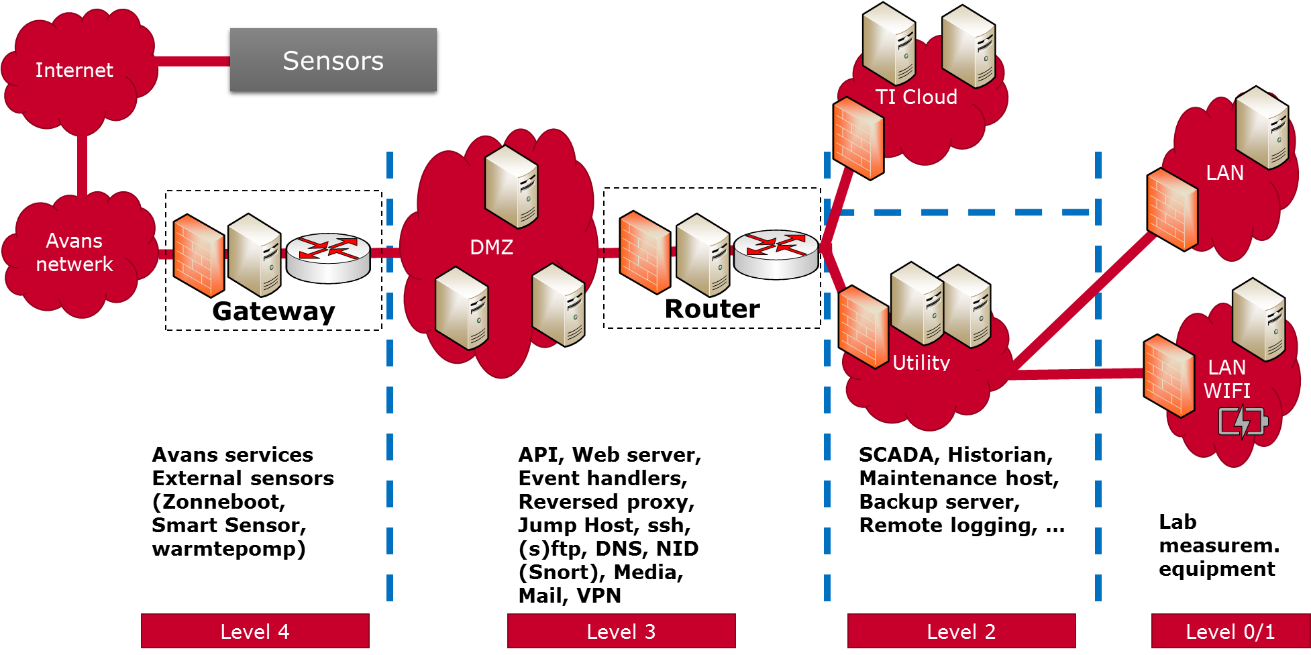 Internet
Sensors
Avans
netwerk
Gateway
DMZ
Router
TI Cloud
Utility
LAN
LAN
WIFI
Avans services
External sensors
(Zonneboot,
Smart Sensor,
warmtepomp)
API, Web server,
Event handlers,
Reversed proxy,
Jump Host, ssh,
(s)ftp, DNS, NID
(Snort), Media,
Mail, VPN
SCADA, Historian,
Maintenance host,
Backup server,
Remote logging, ...
Lab
measurem.
equipment
Level 4
Level 3
Level 2
Level 0/1